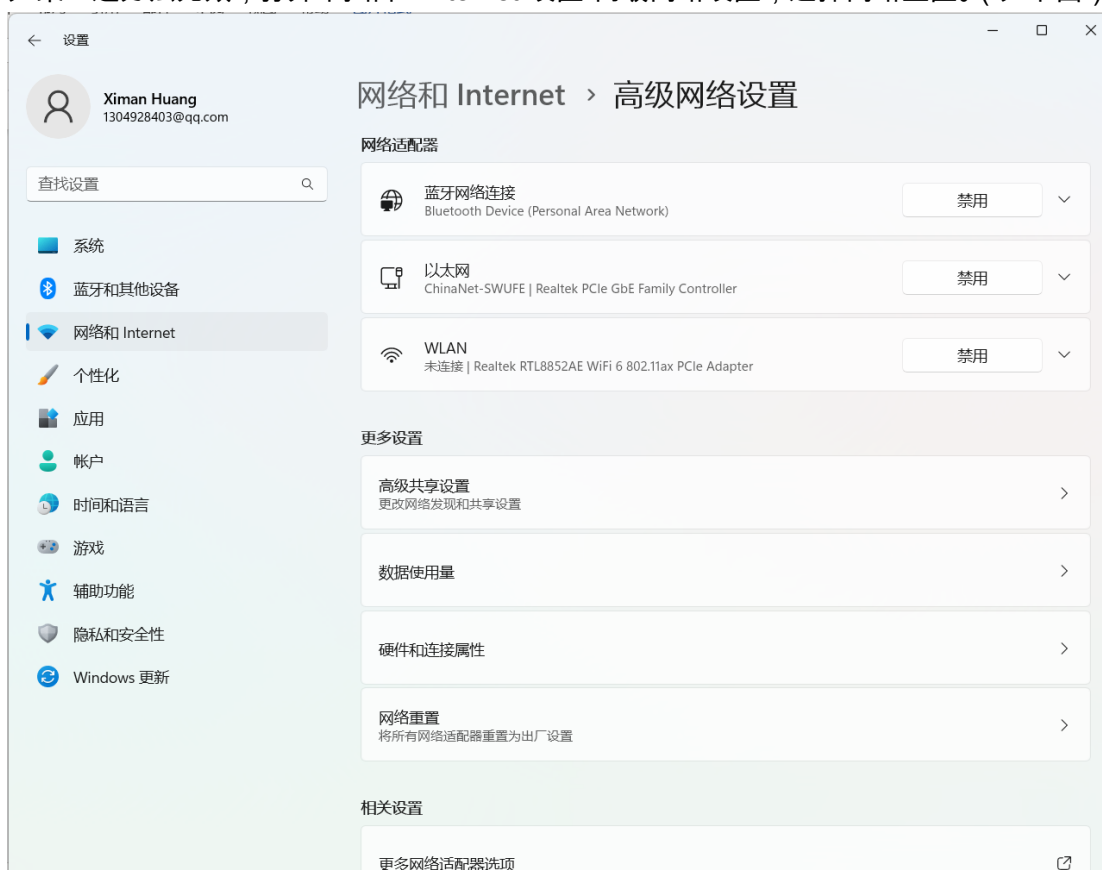 设置
Ximan Huang
1304928403@qq.com
查找设置
系统
蓝牙和其他设备
网络和 Internet
个性化
应用
帐户
时间和语言
游戏
辅助功能
隐私和安全性
Windows 更新
网络和 Internet › 高级网络设置
网络适配器
蓝牙网络连接
Bluetooth Device (Personal Area Network)
禁用
以太网
ChinaNet-SWUFE | Realtek PCIe GbE Family Controller
禁用
WLAN
未连接 | Realtek RTL8852AE WiFi 6 802.11ax PCIe Adapter
禁用
更多设置
高级共享设置
更改网络发现和共享设置
数据使用量
硬件和连接属性
网络重置
将所有网络适配器重置为出厂设置
相关设置
更多网络适配器选项